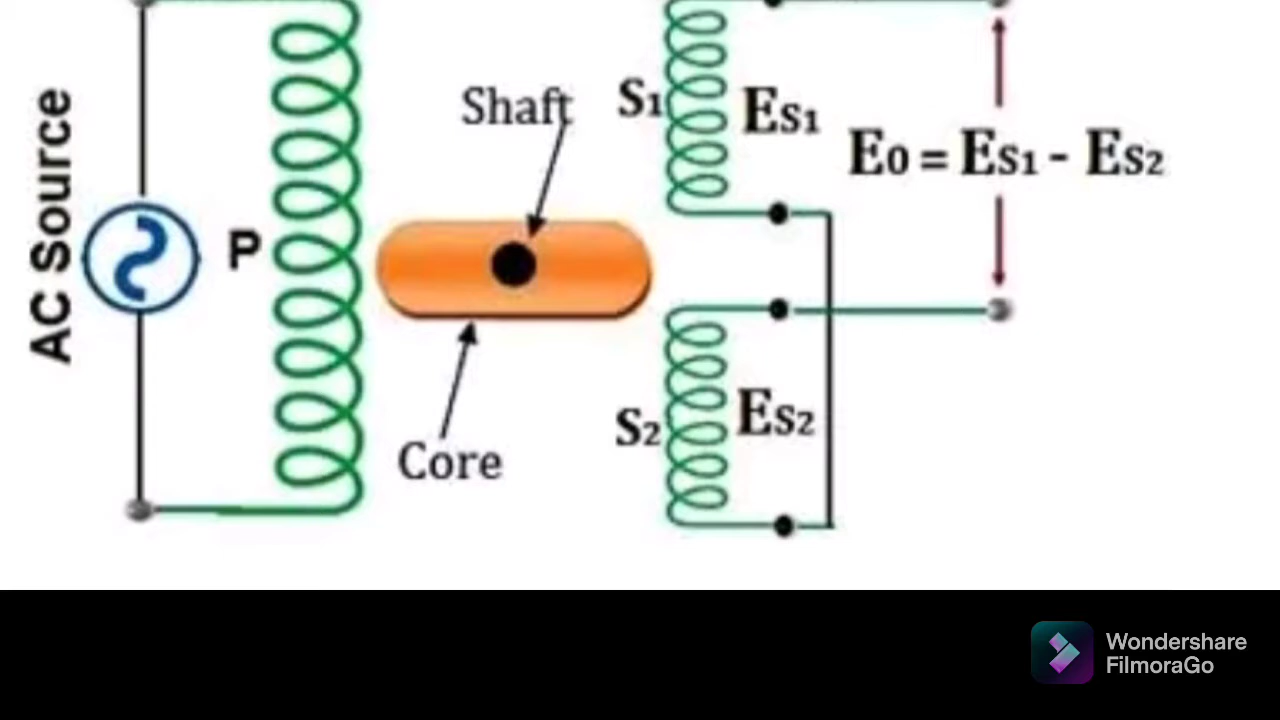 AC Source
P
Shaft
Core
S1
Es1
E0 = Es1 - Es2
S2
Es2
Wondershare
FilmoraGo